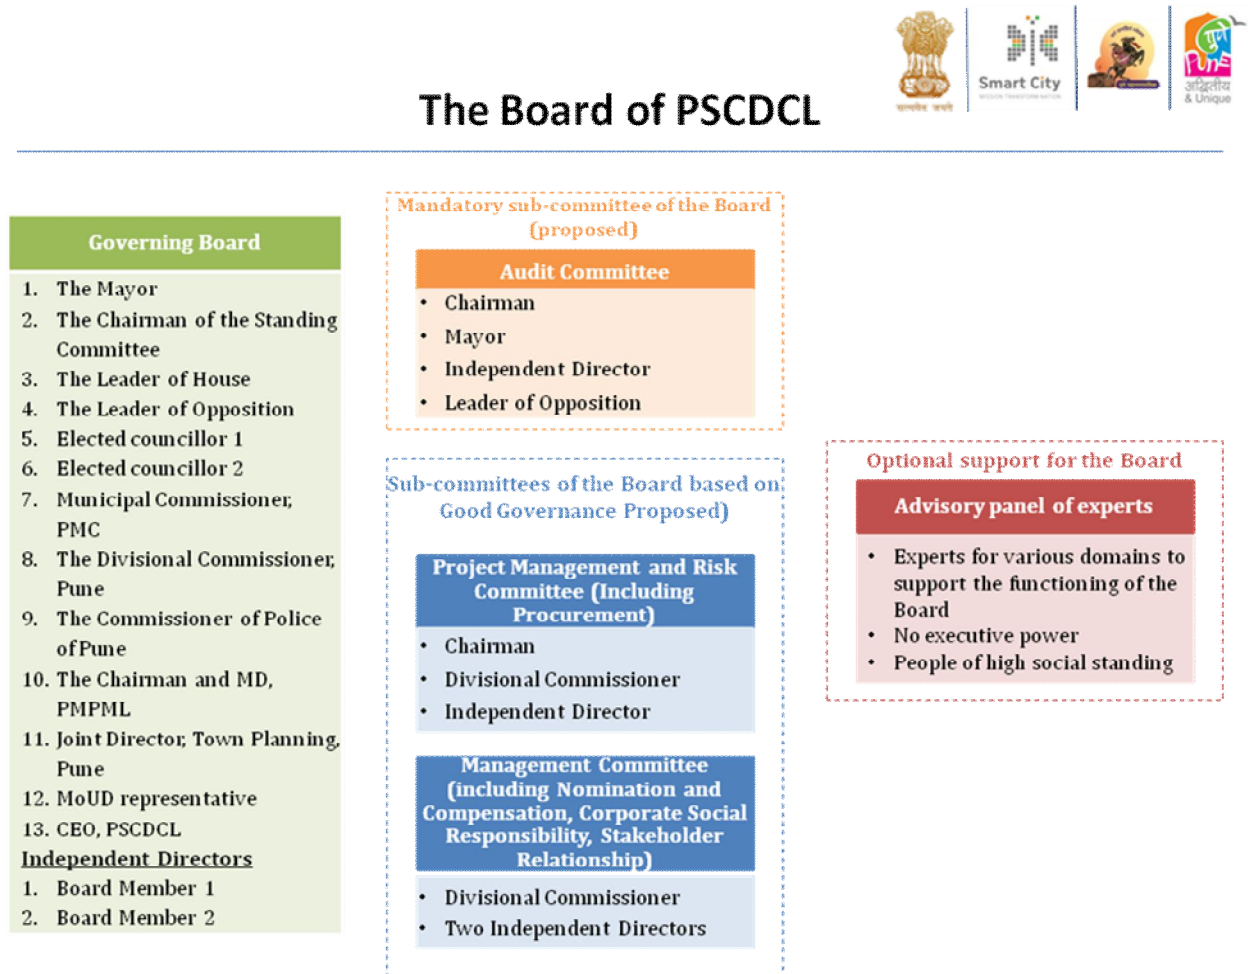 सत्यमेव जयते
Smart City
MISSION TRANSFORM-NATION
पुणे
PUNE
अद्वितीय
& Unique
The Board of PSCDCL
Governing Board
1. The Mayor
2. The Chairman of the Standing
Committee
3. The Leader of House
4. The Leader of Opposition
5. Elected councillor 1
6. Elected councillor 2
7. Municipal Commissioner,
PMC
8. The Divisional Commissioner,
Pune
9. The Commissioner of Police
of Pune
10. The Chairman and MD,
PMPML
11. Joint Director, Town Planning,
Pune
12. MoUD representative
13. CEO, PSCDCL
Independent Directors
1. Board Member 1
2. Board Member 2
Mandatory sub-committee of the Board
(proposed)
Audit Committee
• Chairman
• Mayor
• Independent Director
• Leader of Opposition
Sub-committees of the Board based on
Good Governance Proposed)
Project Management and Risk
Committee (Including
Procurement)
• Chairman
• Divisional Commissioner
• Independent Director
Management Committee
(including Nomination and
Compensation, Corporate Social
Responsibility, Stakeholder
Relationship)
• Divisional Commissioner
• Two Independent Directors
Optional support for the Board
Advisory panel of experts
• Experts for various domains to
support the functioning of the
Board
• No executive power
• People of high social standing